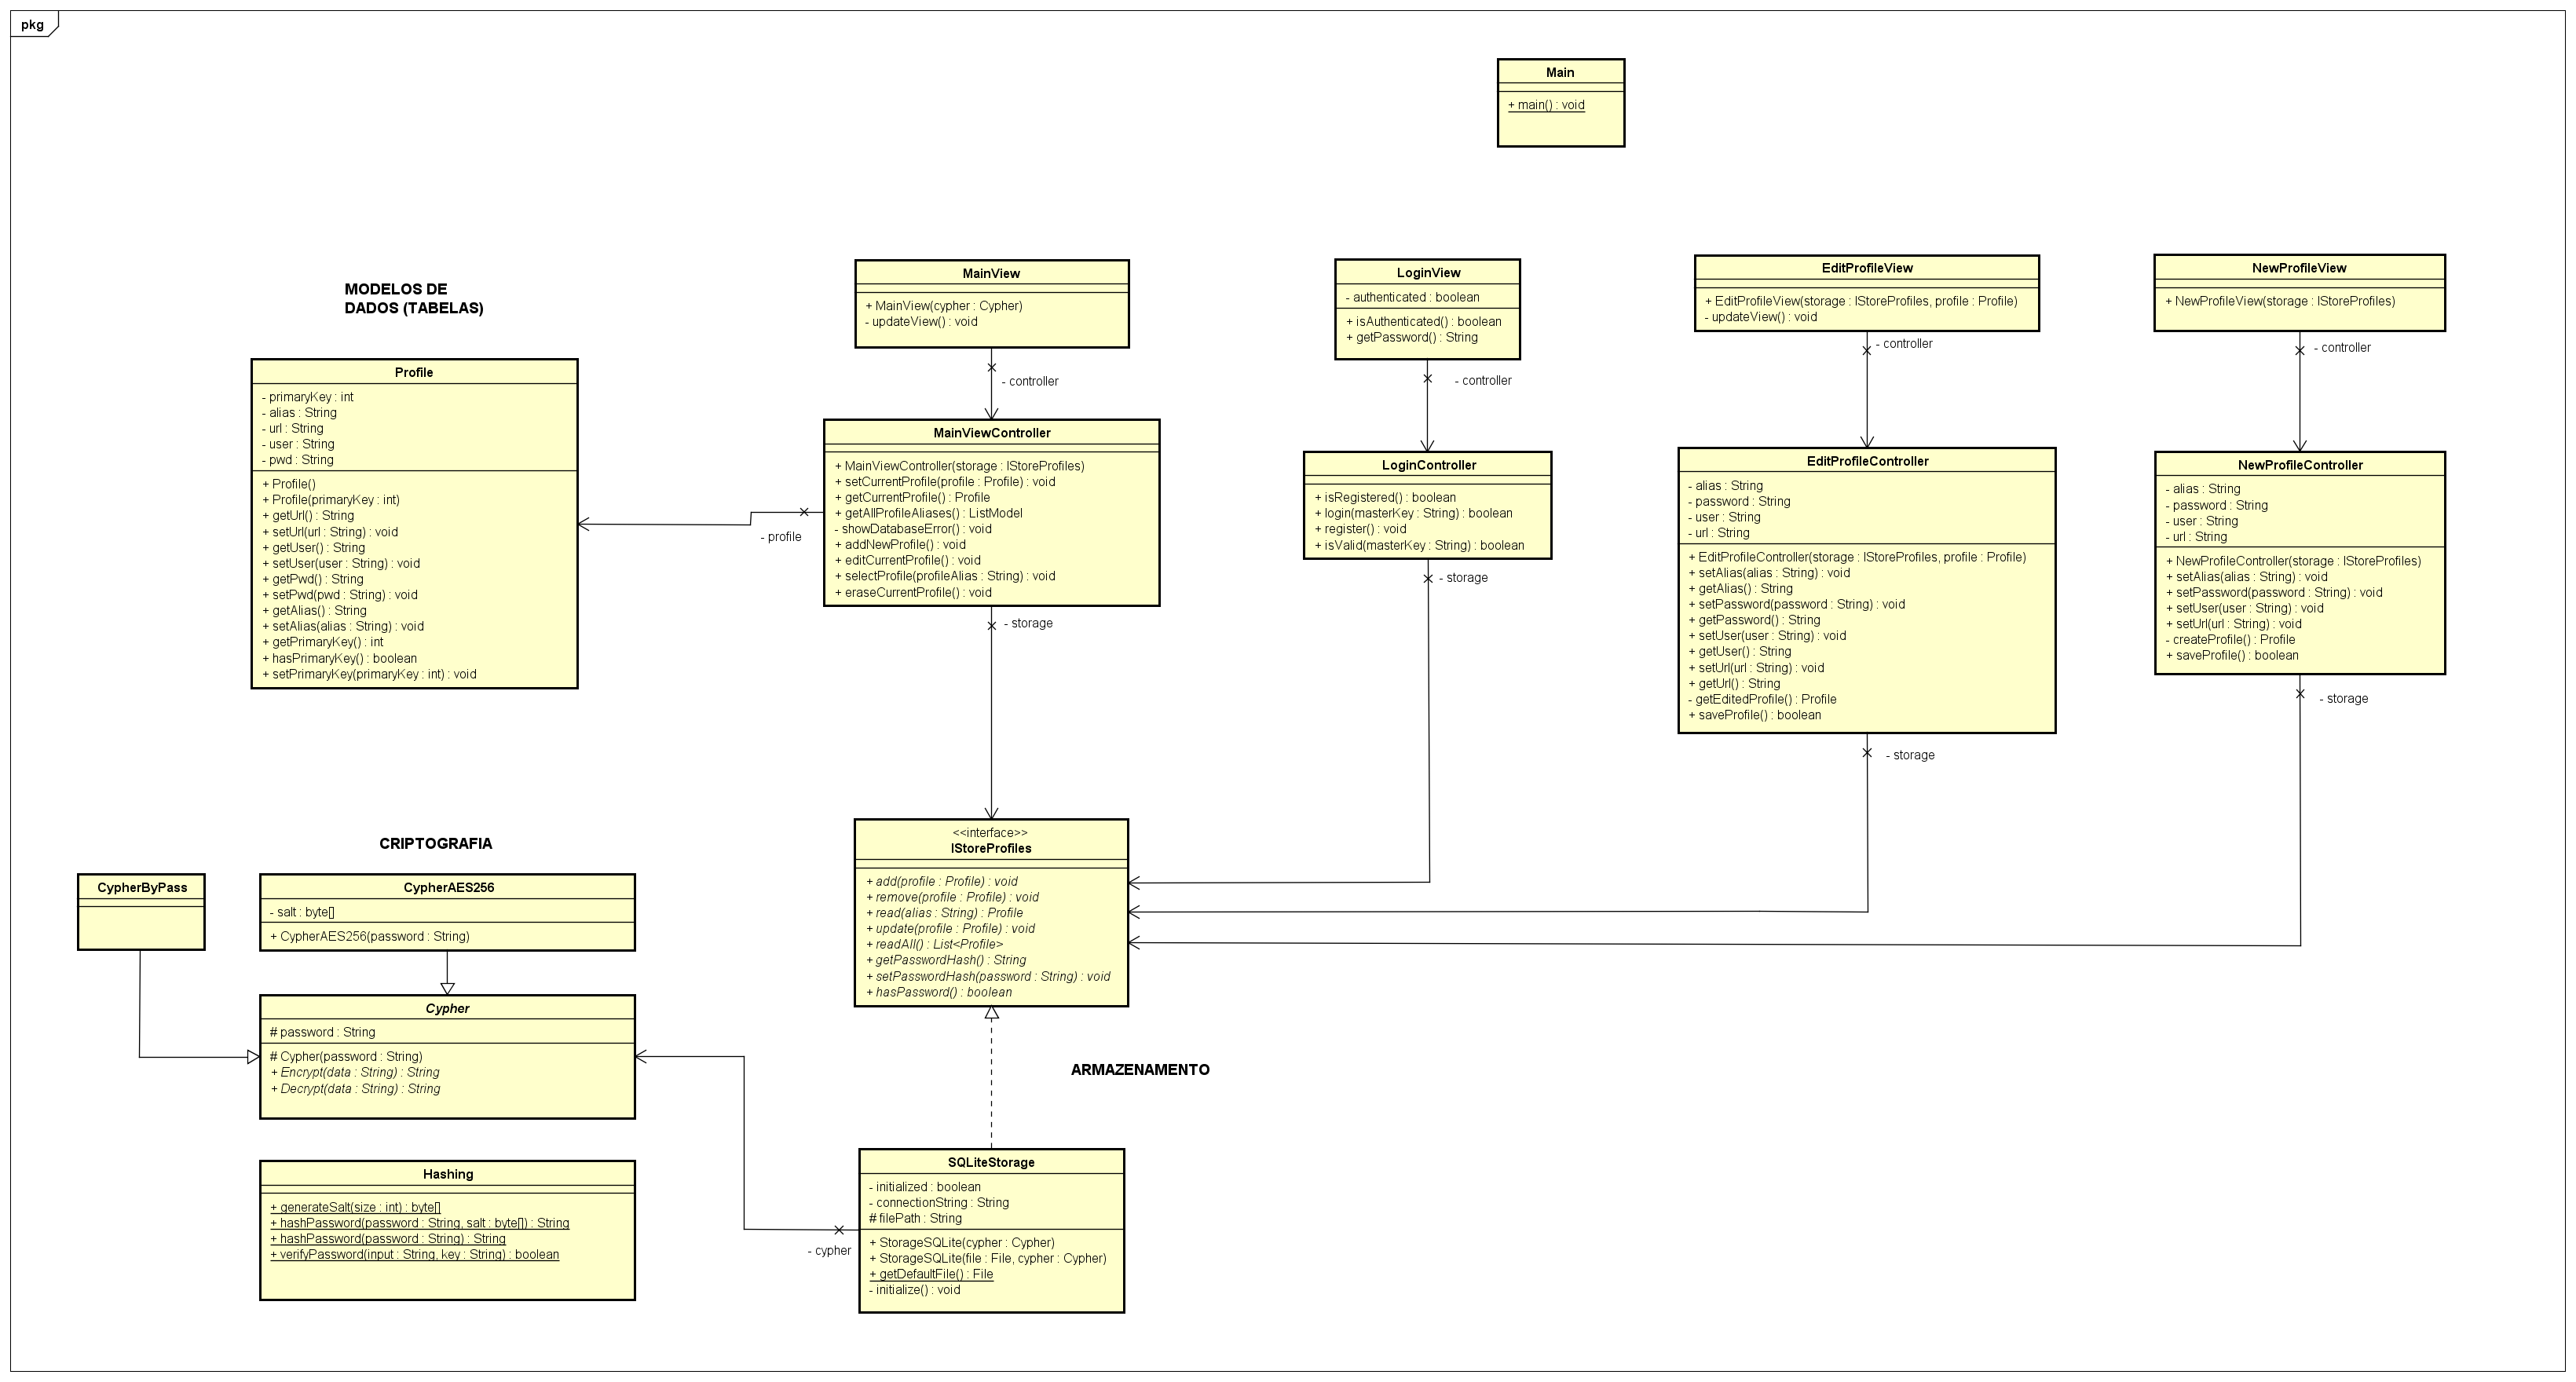 pkg
Main
+ main() : void
MODELOS DE
DADOS (TABELAS)
Profile
- primaryKey : int
- alias : String
- url : String
- user : String
- pwd : String
+ Profile()
+ Profile(primaryKey : int)
+ getUrl() : String
+ setUrl(url : String) : void
+ getUser() : String
+ setUser(user : String) : void
+ getPwd() : String
+ setPwd(pwd : String) : void
+ getAlias() : String
+ setAlias(alias : String) : void
+ getPrimaryKey() : int
+ hasPrimaryKey() : boolean
+ setPrimaryKey(primaryKey : int) : void
MainView
+ MainView(cypher : Cypher)
- updateView() : void
- controller
MainViewController
+ MainViewController(storage : IStoreProfiles)
+ setCurrentProfile(profile : Profile) : void
+ getCurrentProfile() : Profile
+ getAllProfileAliases() : ListModel
- showDatabaseError() : void
+ addNewProfile() : void
+ editCurrentProfile() : void
+ selectProfile(profileAlias : String) : void
+ eraseCurrentProfile() : void
- profile
- storage
LoginView
- authenticated : boolean
+ isAuthenticated() : boolean
+ getPassword() : String
- controller
LoginController
+ isRegistered() : boolean
+ login(masterKey : String) : boolean
+ register() : void
+ isValid(masterKey : String) : boolean
- storage
EditProfileView
+ EditProfileView(storage : IStoreProfiles, profile : Profile)
- updateView() : void
- controller
EditProfileController
- alias : String
- password : String
- user : String
- url : String
+ EditProfileController(storage : IStoreProfiles, profile : Profile)
+ setAlias(alias : String) : void
+ getAlias() : String
+ setPassword(password : String) : void
+ getPassword() : String
+ setUser(user : String) : void
+ getUser() : String
+ setUrl(url : String) : void
+ getUrl() : String
- getEditedProfile() : Profile
+ saveProfile() : boolean
- storage
NewProfileView
+ NewProfileView(storage : IStoreProfiles)
- controller
NewProfileController
- alias : String
- password : String
- user : String
- url : String
+ NewProfileController(storage : IStoreProfiles)
+ setAlias(alias : String) : void
+ setPassword(password : String) : void
+ setUser(user : String) : void
+ setUrl(url : String) : void
- createProfile() : Profile
+ saveProfile() : boolean
- storage
CRIPTOGRAFIA
CypherByPass
CypherAES256
- salt : byte[]
+ CypherAES256(password : String)
Cypher
# password : String
# Cypher(password : String)
+ Encrypt(data : String) : String
+ Decrypt(data : String) : String
Hashing
+ generateSalt(size : int) : byte[]
+ hashPassword(password : String, salt : byte[]) : String
+ hashPassword(password : String) : String
+ verifyPassword(input : String, key : String) : boolean
<<interface>>
IStoreProfiles
+ add(profile : Profile) : void
+ remove(profile : Profile) : void
+ read(alias : String) : Profile
+ update(profile : Profile) : void
+ readAll() : List<Profile>
+ getPasswordHash() : String
+ setPasswordHash(password : String) : void
+ hasPassword() : boolean
ARMAZENAMENTO
SQLiteStorage
- initialized : boolean
- connectionString : String
# filePath : String
+ StorageSQLite(cypher : Cypher)
+ StorageSQLite(file : File, cypher : Cypher)
+ getDefaultFile() : File
- initialize() : void
- cypher